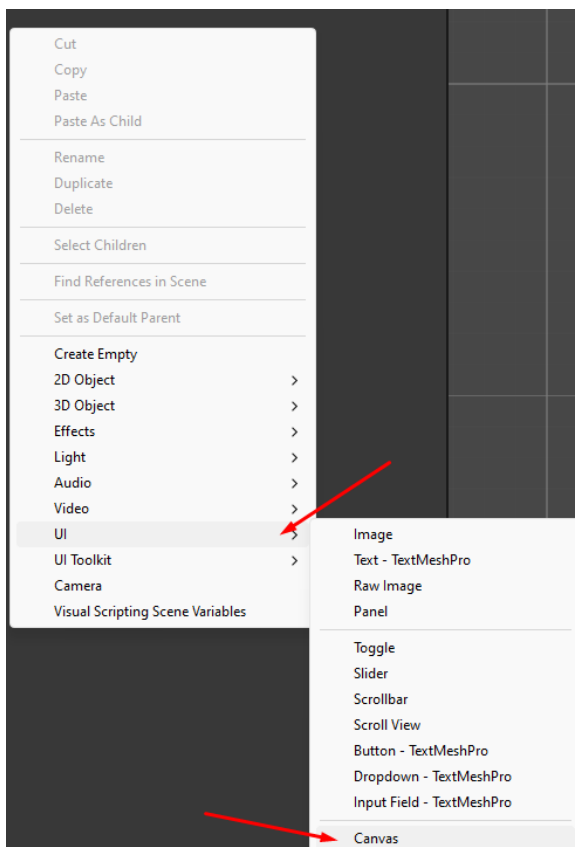 Cut
Copy
Paste
Paste As Child
Rename
Duplicate
Delete
Select Children
Find References in Scene
Set as Default Parent
Create Empty
2D Object
3D Object
Effects
Light
Audio
Video
UI
UI Toolkit
Camera
Visual Scripting Scene Variables
Image
Text - TextMeshPro
Raw Image
Panel
Toggle
Slider
Scrollbar
Scroll View
Button - TextMeshPro
Dropdown - TextMeshPro
Input Field - TextMeshPro
Canvas